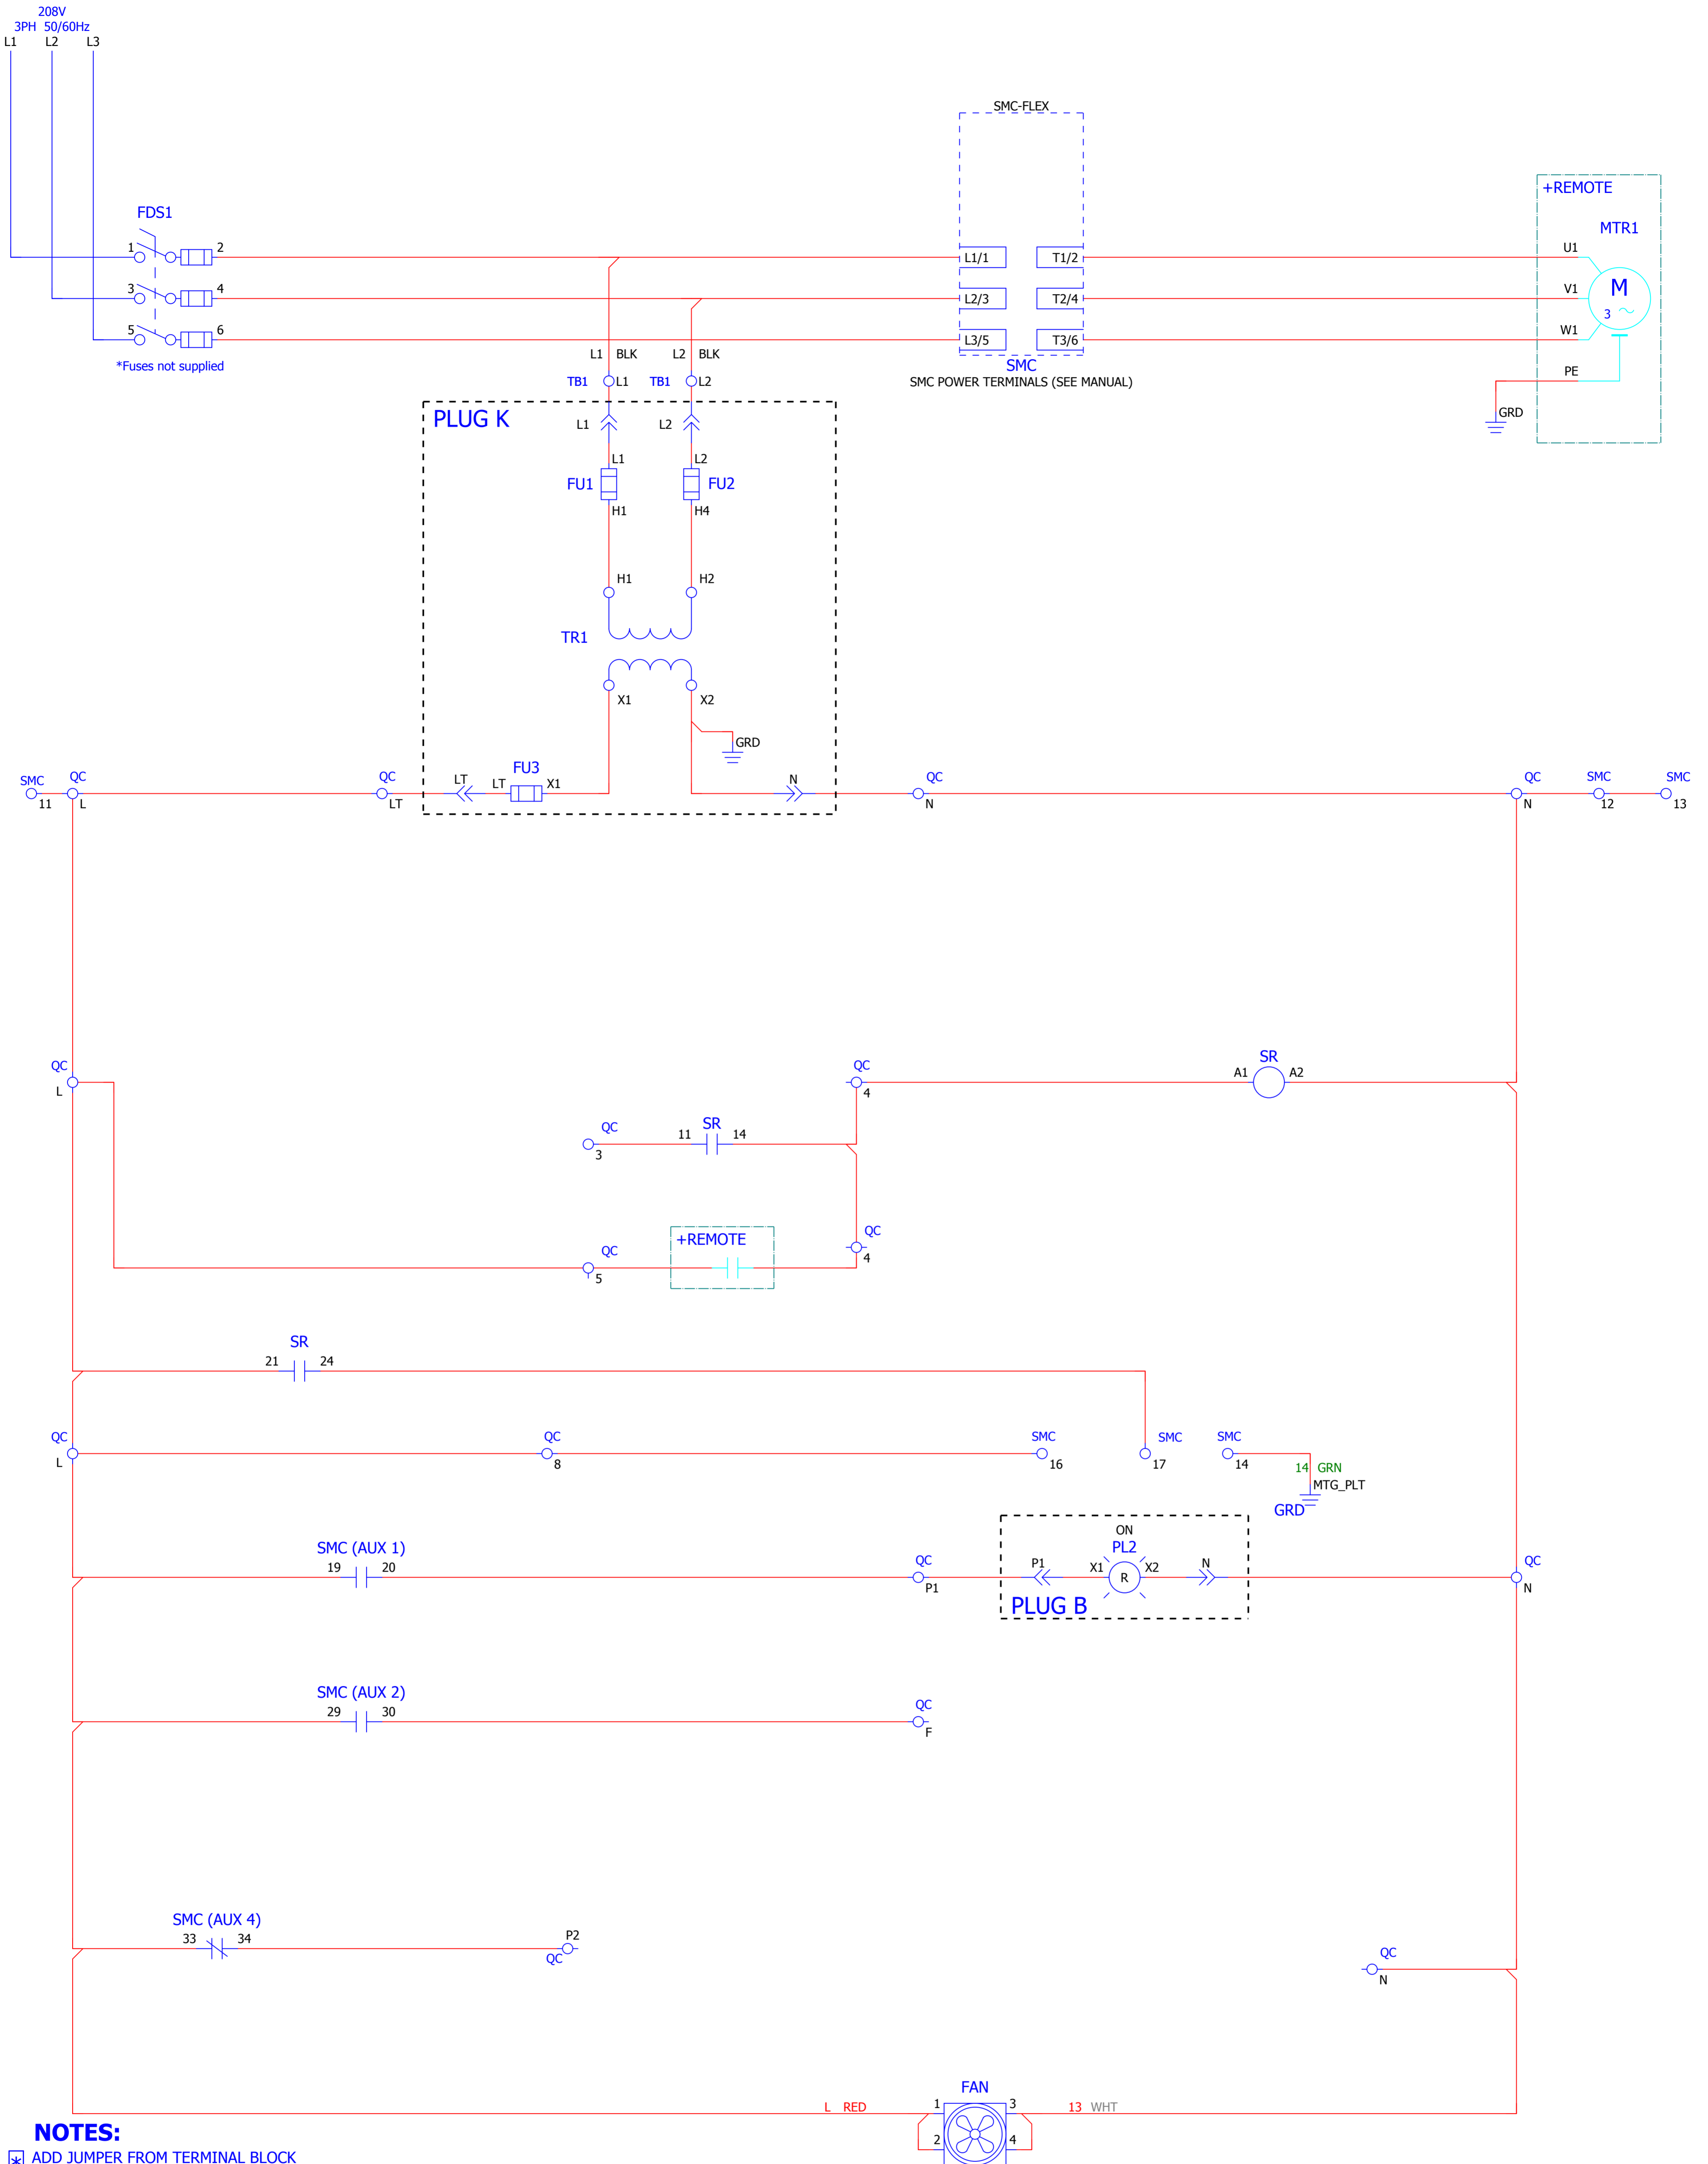 208V
3PH 50/60Hz
L1 L2 L3
SMC-FLEX
+REMOTE
MTR1
FDS1
1 2
L1/1 T1/2
U1
3 4
L2/3 T2/4
V1
M
3
5 6
L3/5 T3/6
W1
*Fuses not supplied
L1 BLK L2 BLK
SMC
SMC POWER TERMINALS (SEE MANUAL)
PE
TB1 L1 TB1 L2
GRD
PLUG K
L1 L2
L1 L2
FU1 FU2
H1 H4
H1 H2
TR1
X1 X2
GRD
SMC QC QC LT LT FU3 X1 N QC QC SMC SMC
11 L LT N N 12 13
QC QC SR
L 4 A1 A2
QC 11 SR 14
3
+REMOTE QC
QC 4
5
SR
21 24
QC QC SMC SMC SMC
L 8 16 17 14
14 GRN
MTG_PLT
GRD
ON
SMC (AUX 1)
PL2
19 20 QC P1 X1 X2 N QC
R
P1 N
PLUG B
SMC (AUX 2)
29 30 QC
F
SMC (AUX 4)
33 34 P2
QC
QC
N
FAN
L RED 1 3 13 WHT
2 4
NOTES:
* ADD JUMPER FROM TERMINAL BLOCK